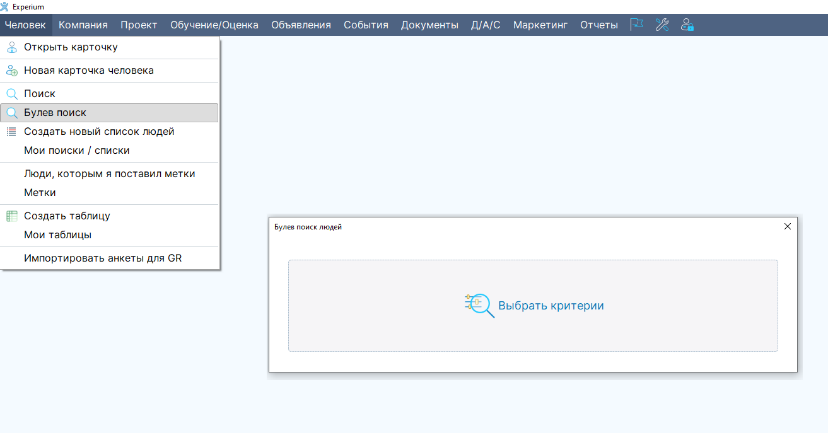 Experium
Человек Компания Проект Обучение/Оценка Объявления События Документы Д/А/С Маркетинг Отчеты
Открыть карточку
Новая карточка человека
Поиск
Булев поиск
Создать новый список людей
Мои поиски / списки
Люди, которым я поставил метки
Метки
Создать таблицу
Мои таблицы
Импортировать анкеты для GR
Булев поиск людей
Выбрать критерии